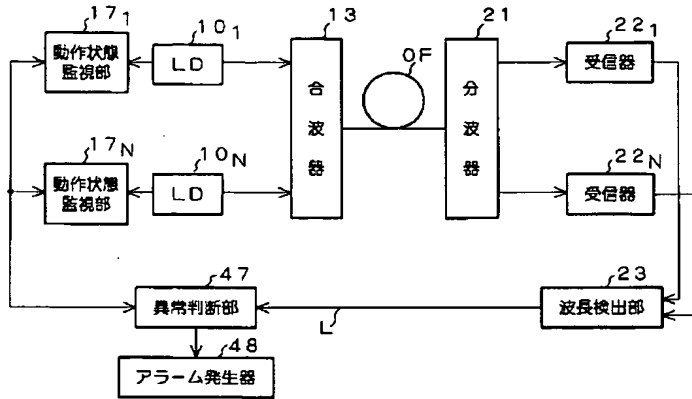 17₁
10₁
13
21
22₁
動作状態
監視部
LD
合波器
OF
分波器
受信器
17N
10N
22N
動作状態
監視部
LD
受信器
47
23
異常判断部
L
波長検出部
48
アラーム発生器